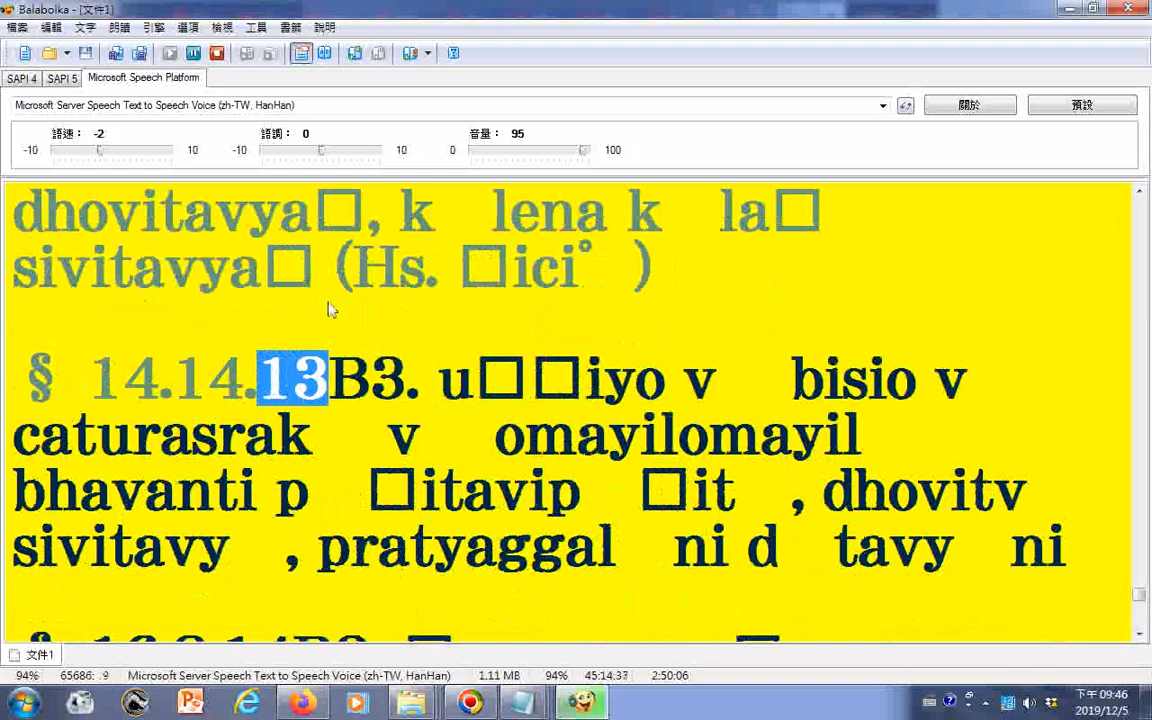 Balabolka - [文件1]
檔案 編輯 文字 朗讀 引擎 選項 檢視 工具 書籤 說明
SAPI 4 SAPI 5 Microsoft Speech Platform
Microsoft Server Speech Text to Speech Voice (zh-TW, HanHan) 關於 預設
語速： -2 語調： 0 音量： 95
-10 10 -10 10 0 100
dhovitavya□, k lena k la□
sivitavya□ (Hs. □ici° )
§ 14.14.13B3. u□□iyo v bisio v
caturasrak v omayilomayil
bhavanti p □itavip □it , dhovitv
sivitavy , pratyaggal ni d tavy ni
文件1
94% 65686: .9 Microsoft Server Speech Text to Speech Voice (zh-TW, HanHan) 1.11 MB 94% 45:14:37 2:50:06
下午 09:46
2019/12/5